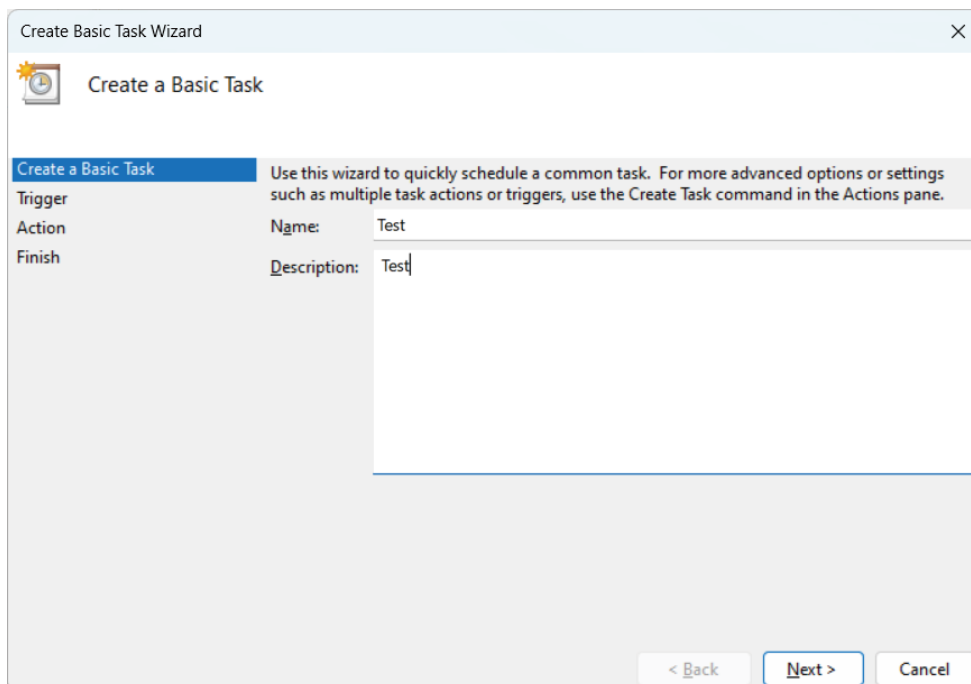 Create Basic Task Wizard
Create a Basic Task
Create a Basic Task
Trigger
Action
Finish
Use this wizard to quickly schedule a common task. For more advanced options or settings
such as multiple task actions or triggers, use the Create Task command in the Actions pane.
Name: Test
Description: Test
< Back Next > Cancel